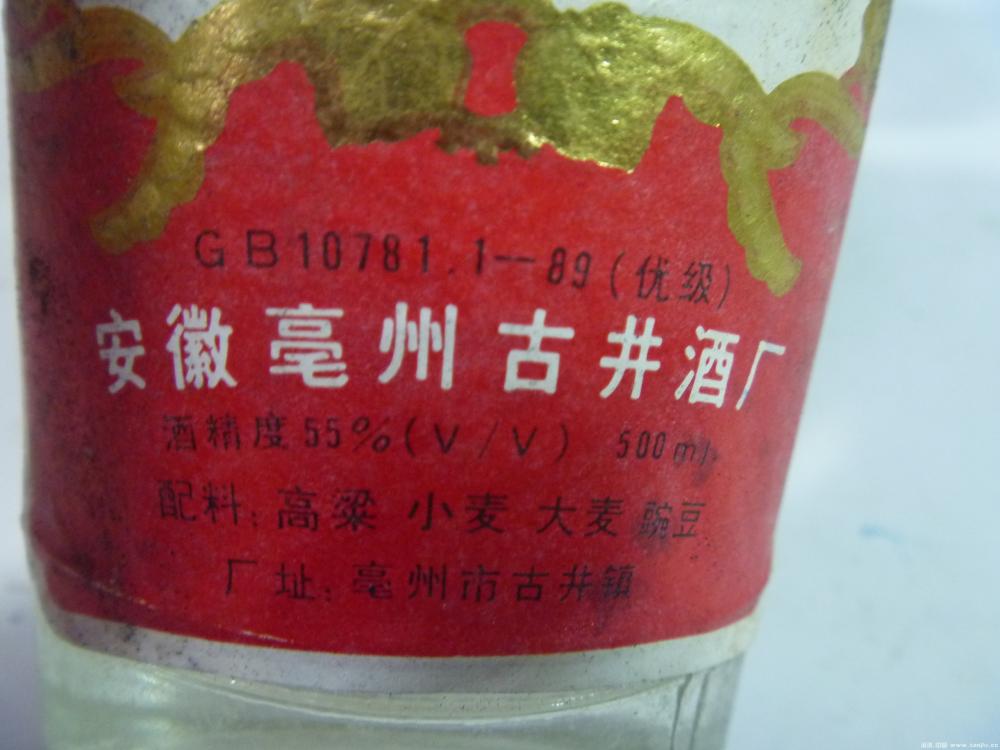 GB10781.1—89(优级)
安徽亳州古井酒厂
酒精度55%(V/V) 500ml
配料:高粱 小麦 大麦 豌豆
厂址:亳州市古井镇